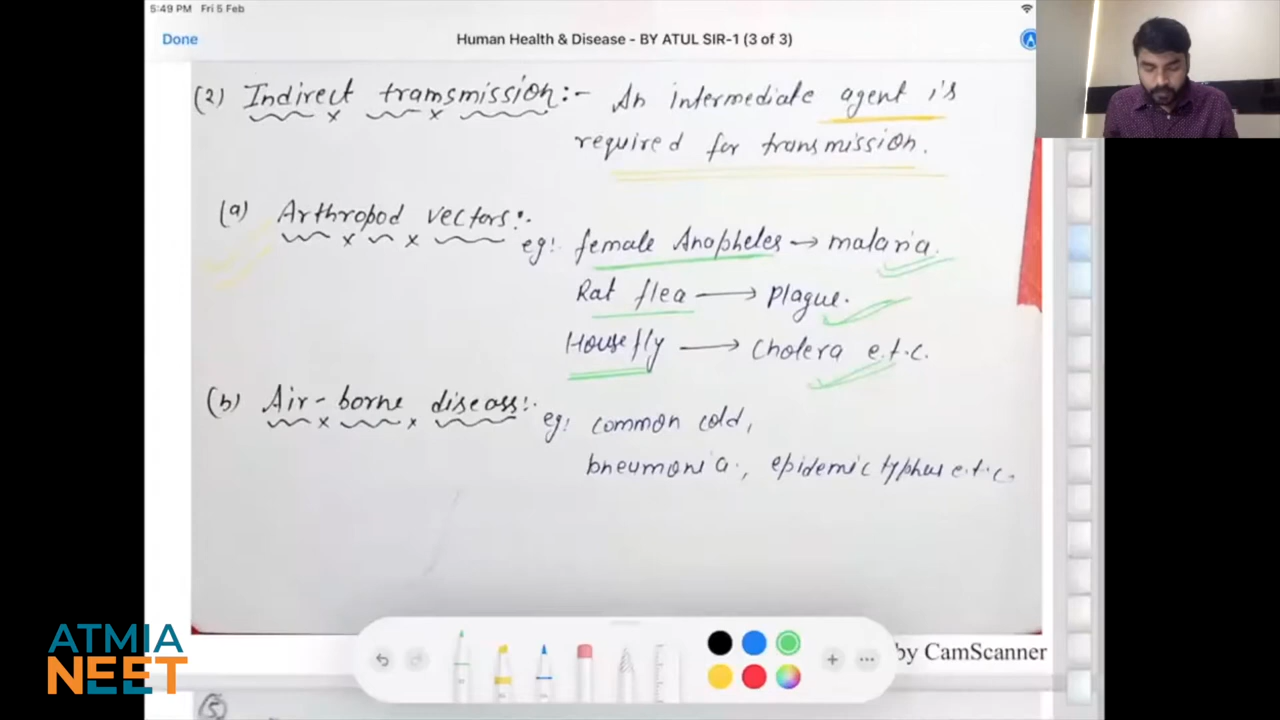 5:49 PM Fri 5 Feb
Done
Human Health & Disease - BY ATUL SIR-1 (3 of 3)
(2) Indirect transmission:- An intermediate agent is
required for transmission.
(a) Arthropod vectors:-
eg: female Anopheles → malaria.
Rat flea → Plague.
Housefly → Cholera e.t.c.
(b) Air-borne diseass:-
eg: common cold,
pneumonia, epidemic typhus e.t.c.
by CamScanner
(5)
ATMIA
NEET